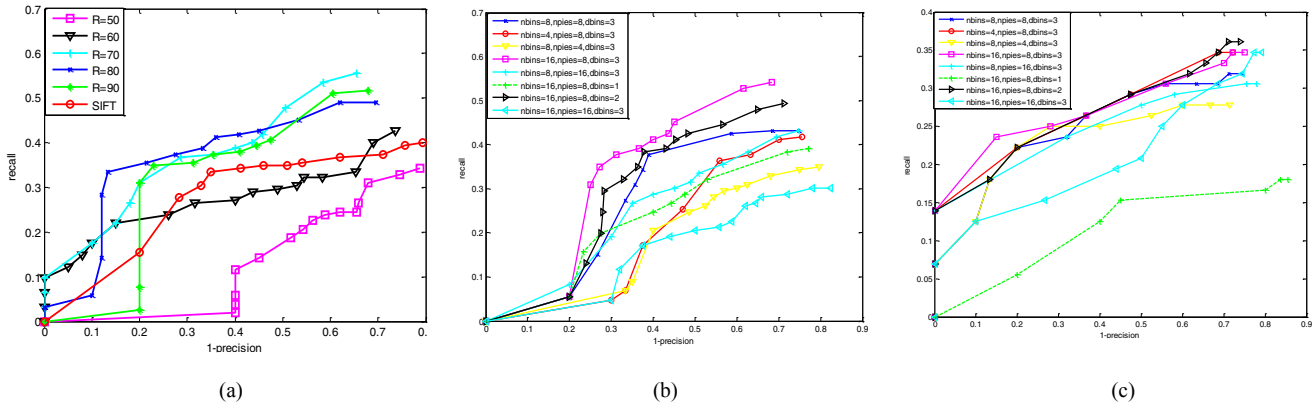 0.7
0.6
0.5
0.4
0.3
0.2
0.1
0
recall
R=50
R=60
R=70
R=80
R=90
SIFT
0 0.1 0.2 0.3 0.4 0.5 0.6 0.7 0.
1-precision
(a)
0.7
0.6
0.5
0.4
0.3
0.2
0.1
0
recall
nbins=8,npies=8,dbins=3
nbins=4,npies=8,dbins=3
nbins=8,npies=4,dbins=3
nbins=16,npies=8,dbins=3
nbins=8,npies=16,dbins=3
nbins=16,npies=8,dbins=1
nbins=16,npies=8,dbins=2
nbins=16,npies=16,dbins=3
0 0.1 0.2 0.3 0.4 0.5 0.6 0.7 0.8 0.9
1-precision
(b)
0.4
0.35
0.3
0.25
0.2
0.15
0.1
0.05
0
recall
nbins=8,npies=8,dbins=3
nbins=4,npies=8,dbins=3
nbins=8,npies=4,dbins=3
nbins=16,npies=8,dbins=3
nbins=8,npies=16,dbins=3
nbins=16,npies=8,dbins=1
nbins=16,npies=8,dbins=2
nbins=16,npies=16,dbins=3
0 0.1 0.2 0.3 0.4 0.5 0.6 0.7 0.8 0.9
1-precision
(c)